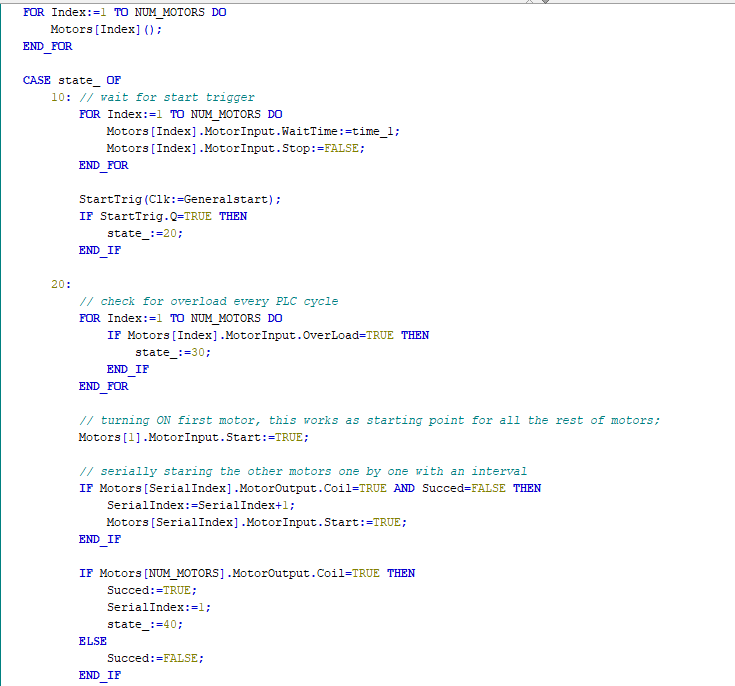 FOR Index:=1 TO NUM_MOTORS DO
Motors[Index]();
END_FOR
CASE state_ OF
10: // wait for start trigger
FOR Index:=1 TO NUM_MOTORS DO
Motors[Index].MotorInput.WaitTime:=time_1;
Motors[Index].MotorInput.Stop:=FALSE;
END_FOR
StartTrig(Clk:=Generalstart);
IF StartTrig.Q=TRUE THEN
state_:=20;
END_IF
20:
// check for overload every PLC cycle
FOR Index:=1 TO NUM_MOTORS DO
IF Motors[Index].MotorInput.OverLoad=TRUE THEN
state_:=30;
END_IF
END_FOR
// turning ON first motor, this works as starting point for all the rest of motors;
Motors[1].MotorInput.Start:=TRUE;
// serially staring the other motors one by one with an interval
IF Motors[SerialIndex].MotorOutput.Coil=TRUE AND Succed=FALSE THEN
SerialIndex:=SerialIndex+1;
Motors[SerialIndex].MotorInput.Start:=TRUE;
END_IF
IF Motors[NUM_MOTORS].MotorOutput.Coil=TRUE THEN
Succed:=TRUE;
SerialIndex:=1;
state_:=40;
ELSE
Succed:=FALSE;
END_IF